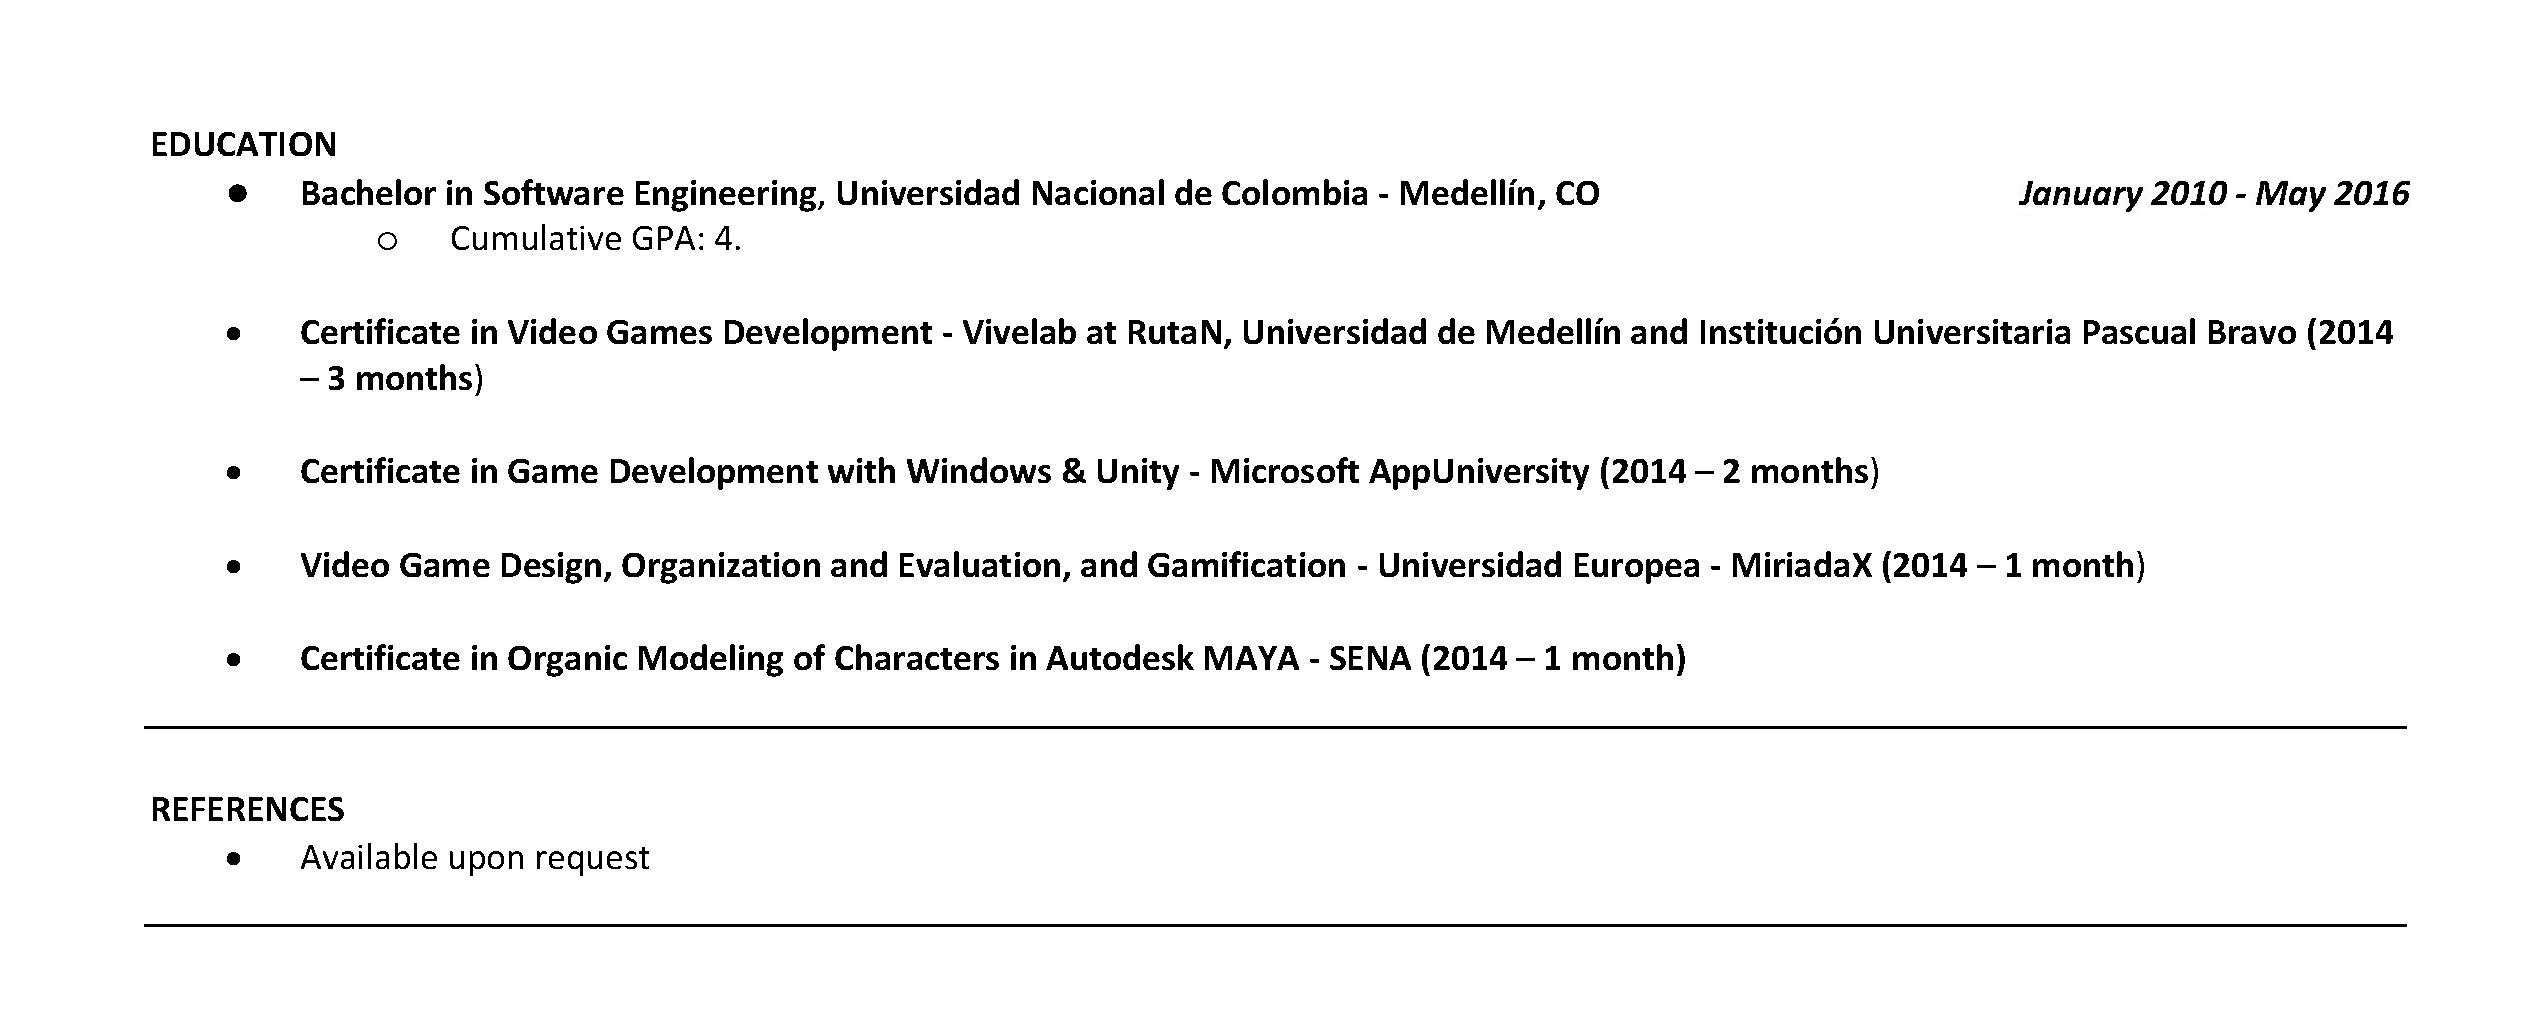 EDUCATION
● Bachelor in Software Engineering, Universidad Nacional de Colombia - Medellín, CO January 2010 - May 2016
o Cumulative GPA: 4.
• Certificate in Video Games Development - Vivelab at RutaN, Universidad de Medellín and Institución Universitaria Pascual Bravo (2014
– 3 months)
• Certificate in Game Development with Windows & Unity - Microsoft AppUniversity (2014 – 2 months)
• Video Game Design, Organization and Evaluation, and Gamification - Universidad Europea - MiriadaX (2014 – 1 month)
• Certificate in Organic Modeling of Characters in Autodesk MAYA - SENA (2014 – 1 month)
REFERENCES
• Available upon request